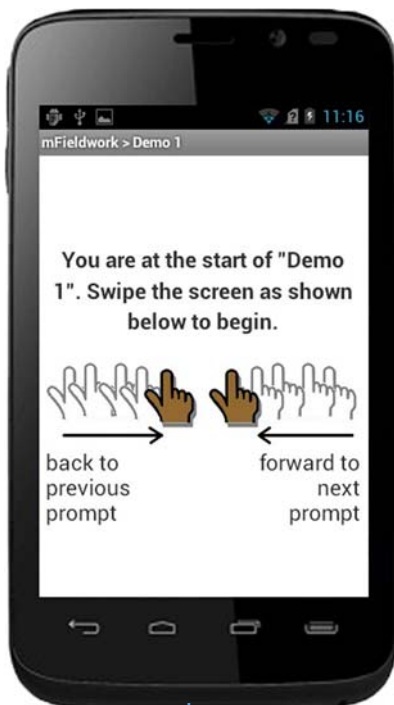 11:16
mFieldwork > Demo 1
You are at the start of "Demo
1". Swipe the screen as shown
below to begin.
back to
previous
prompt
forward to
next
prompt